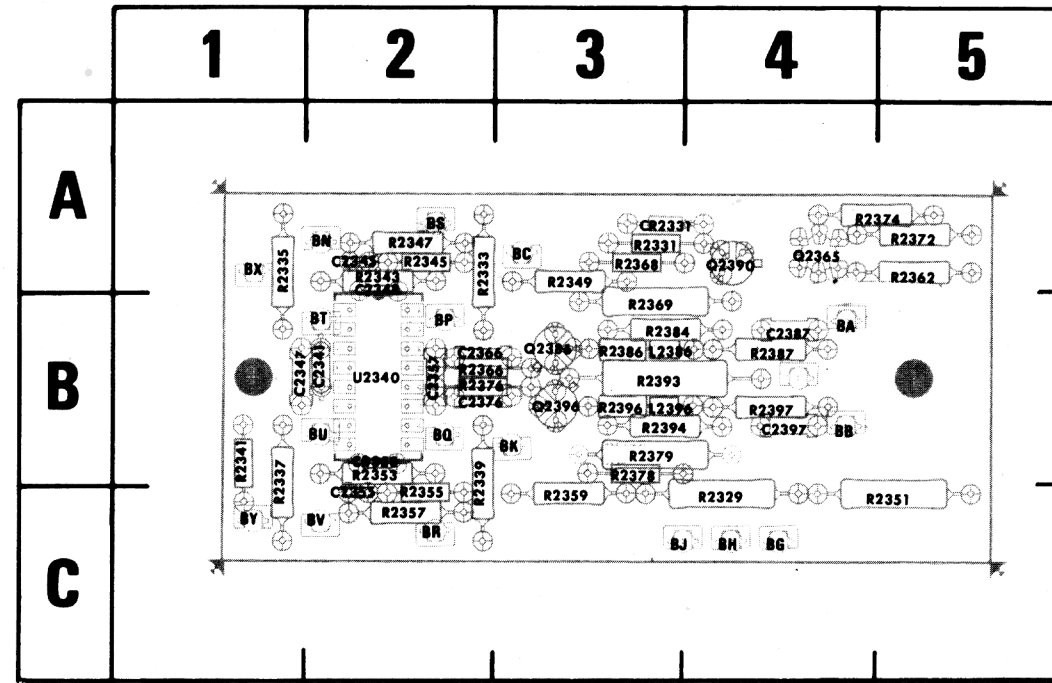 1 2 3 4 5
A
BS
R2374
CR2331
BN R2347 R2331 R2372
BC
C2343 R2345 R2368 Q2390 Q2365
BX R2335 R2333
R2343 R2349 R2362
R2369
BT BP BA
R2384 C2387
B
C2347 C2341 U2340 C2357 C2366 R2386 L2386 R2387
R2366
R2376 R2393
C2376 Q2396 R2396 L2396 R2397
BU BQ BK R2394 C2397 BB
R2341 R2337 R2353 R2339 R2379
R2378
C2355 R2355 R2359 R2329 R2351
BY BV R2357
BR BJ BH BG
C